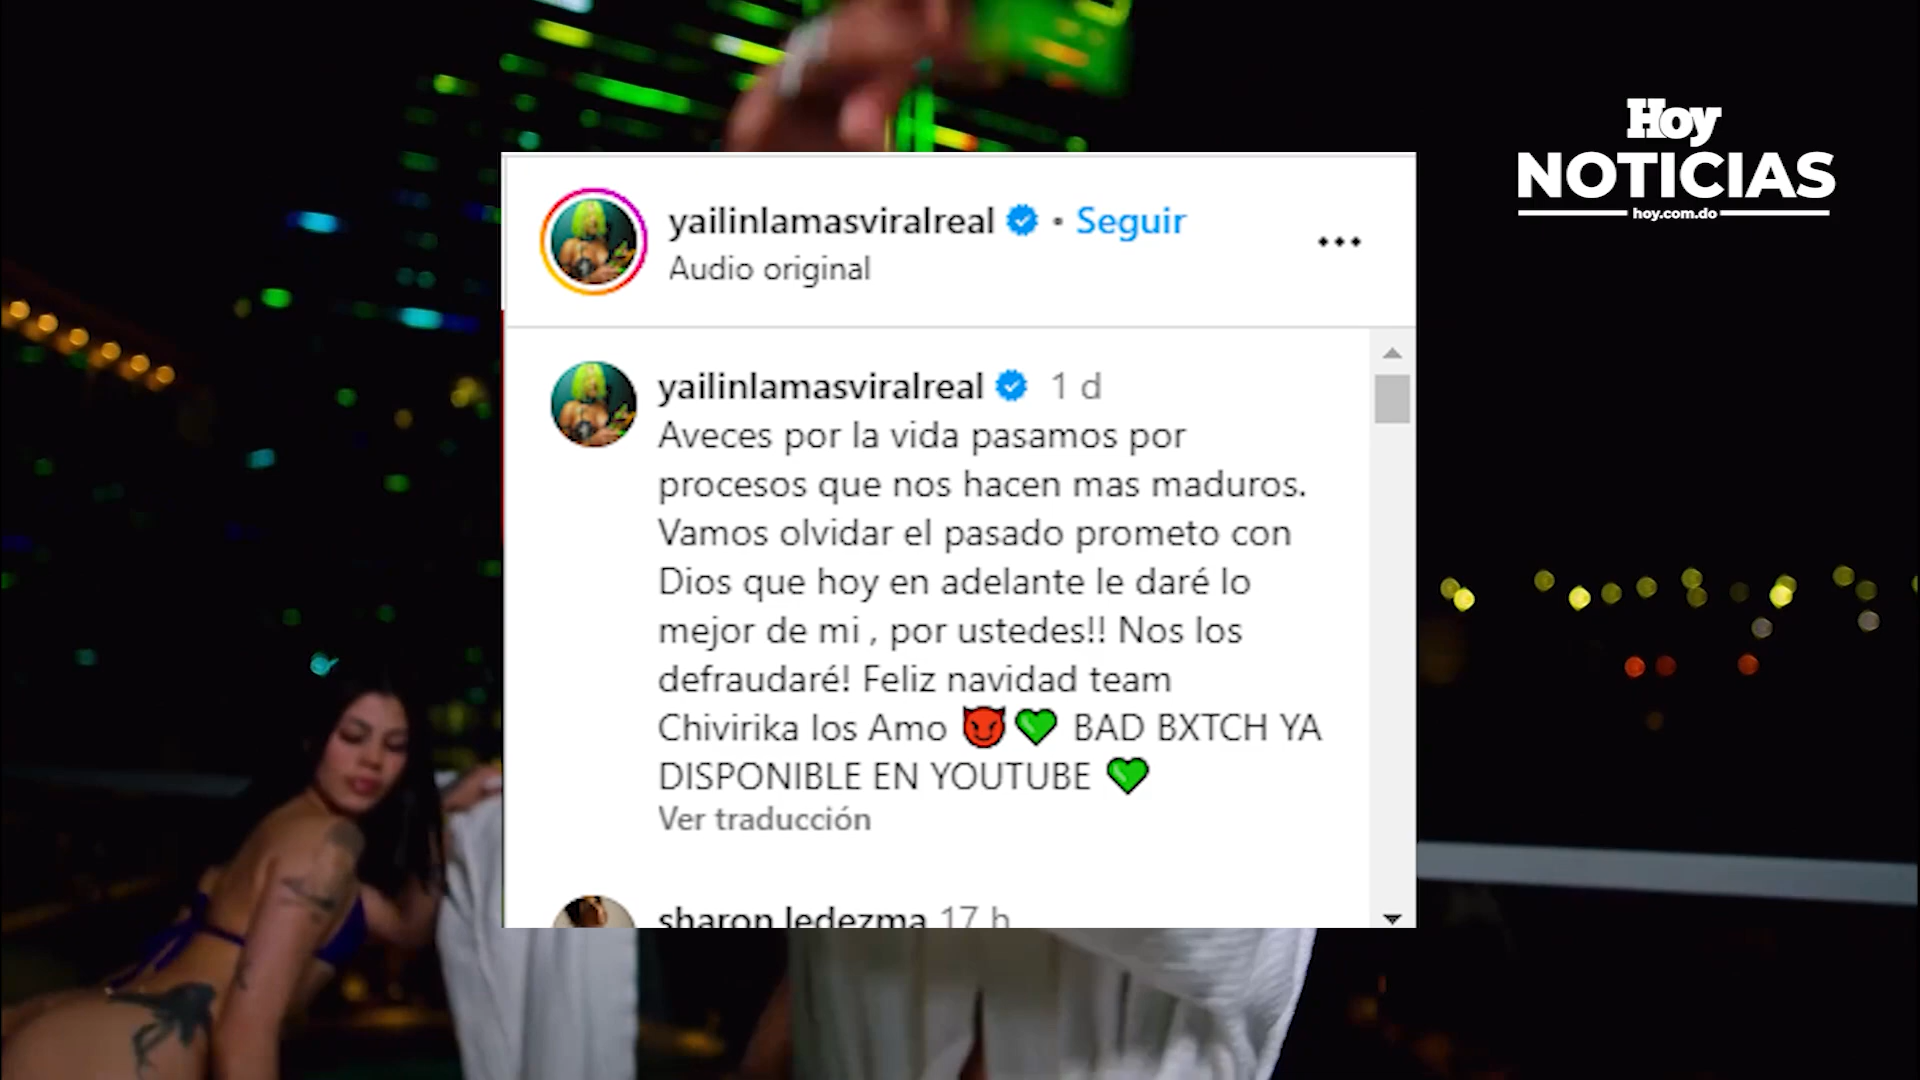 Hoy
NOTICIAS
hoy.com.do
yailinlamasviralreal • Seguir
Audio original
yailinlamasviralreal 1 d
Aveces por la vida pasamos por
procesos que nos hacen mas maduros.
Vamos olvidar el pasado prometo con
Dios que hoy en adelante le daré lo
mejor de mi , por ustedes!! Nos los
defraudaré! Feliz navidad team
Chivirika los Amo 😈💚 BAD BXTCH YA
DISPONIBLE EN YOUTUBE 💚
Ver traducción
sharon ledezma 17 h